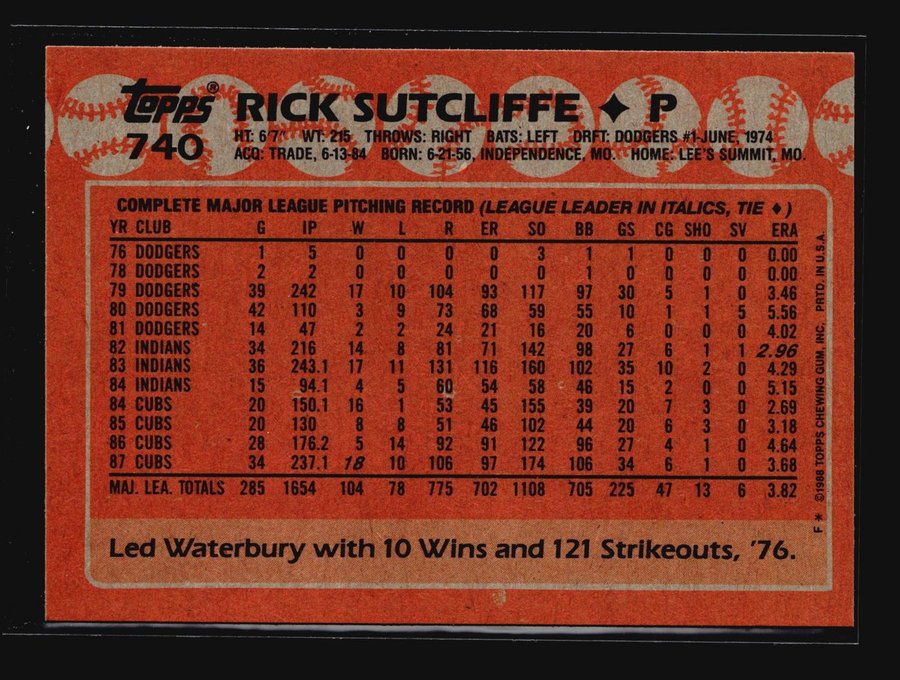 topps® RICK SUTCLIFFE ♦ P
740 HT: 6'7" WT: 215 THROWS: RIGHT BATS: LEFT DRFT: DODGERS #1-JUNE, 1974
ACQ: TRADE, 6-13-84 BORN: 6-21-56, INDEPENDENCE, MO. HOME: LEE'S SUMMIT, MO.
COMPLETE MAJOR LEAGUE PITCHING RECORD (LEAGUE LEADER IN ITALICS, TIE ♦)
YR CLUB G IP W L R ER SO BB GS CG SHO SV ERA
76 DODGERS 1 5 0 0 0 0 3 1 1 0 0 0 0.00
78 DODGERS 2 2 0 0 0 0 0 1 0 0 0 0 0.00
79 DODGERS 39 242 17 10 104 93 117 97 30 5 1 0 3.46
80 DODGERS 42 110 3 9 73 68 59 55 10 1 1 5 5.56
81 DODGERS 14 47 2 2 24 21 16 20 6 0 0 0 4.02
82 INDIANS 34 216 14 8 81 71 142 98 27 6 1 1 2.96
83 INDIANS 36 243.1 17 11 131 116 160 102 35 10 2 0 4.29
84 INDIANS 15 94.1 4 5 60 54 58 46 15 2 0 0 5.15
84 CUBS 20 150.1 16 1 53 45 155 39 20 7 3 0 2.69
85 CUBS 20 130 8 8 51 46 102 44 20 6 3 0 3.18
86 CUBS 28 176.2 5 14 92 91 122 96 27 4 1 0 4.64
87 CUBS 34 237.1 18 10 106 97 174 106 34 6 1 0 3.68
MAJ. LEA. TOTALS 285 1654 104 78 775 702 1108 705 225 47 13 6 3.82
Led Waterbury with 10 Wins and 121 Strikeouts, '76.
F * ©1988 TOPPS CHEWING GUM, INC. PRTD. IN U.S.A.